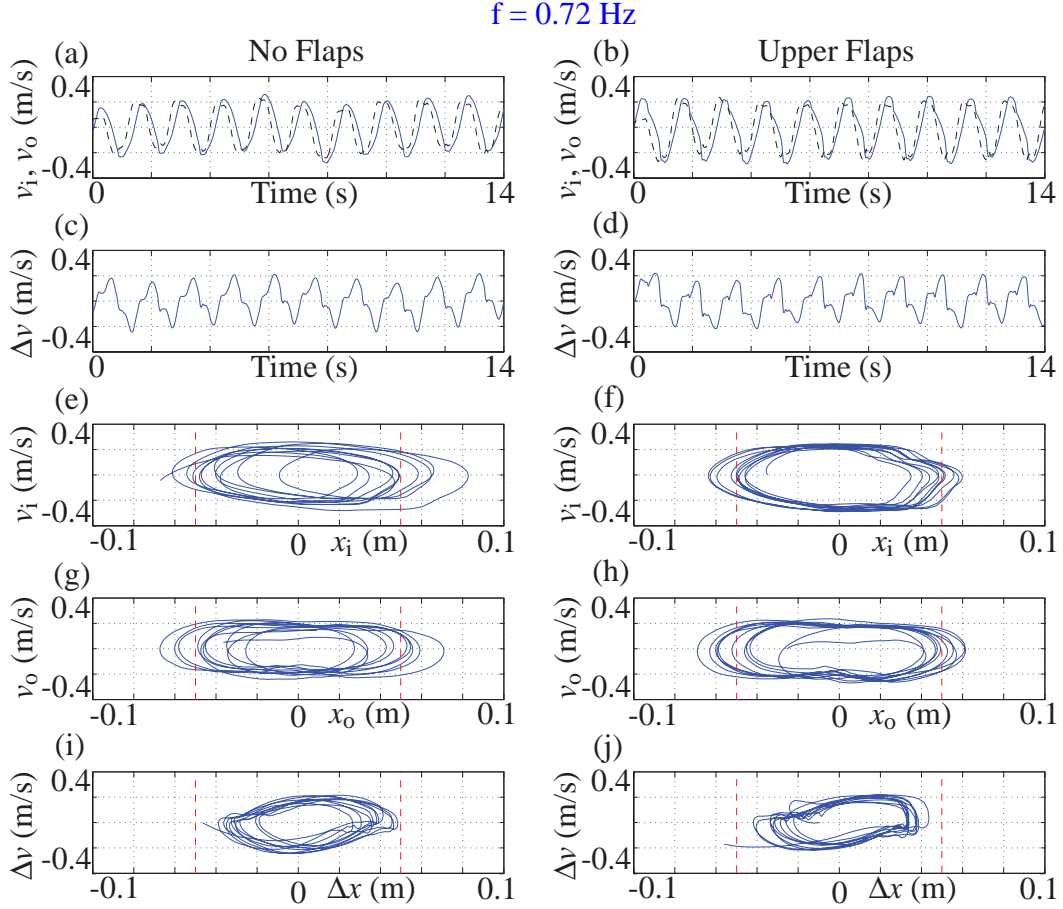 f = 0.72 Hz
No Flaps
Upper Flaps
(a)
0.4
-0.4
vi, vo (m/s)
0
Time (s)
14
(b)
0.4
-0.4
vi, vo (m/s)
0
Time (s)
14
(c)
0.4
-0.4
Δv (m/s)
0
Time (s)
14
(d)
0.4
-0.4
Δv (m/s)
0
Time (s)
14
(e)
0.4
-0.4
vi (m/s)
-0.1
0
xi (m)
0.1
(f)
0.4
-0.4
vi (m/s)
-0.1
0
xi (m)
0.1
(g)
0.4
-0.4
vo (m/s)
-0.1
0
xo (m)
0.1
(h)
0.4
-0.4
vo (m/s)
-0.1
0
xo (m)
0.1
(i)
0.4
-0.4
Δv (m/s)
-0.1
0
Δx (m)
0.1
(j)
0.4
-0.4
Δv (m/s)
-0.1
0
Δx (m)
0.1